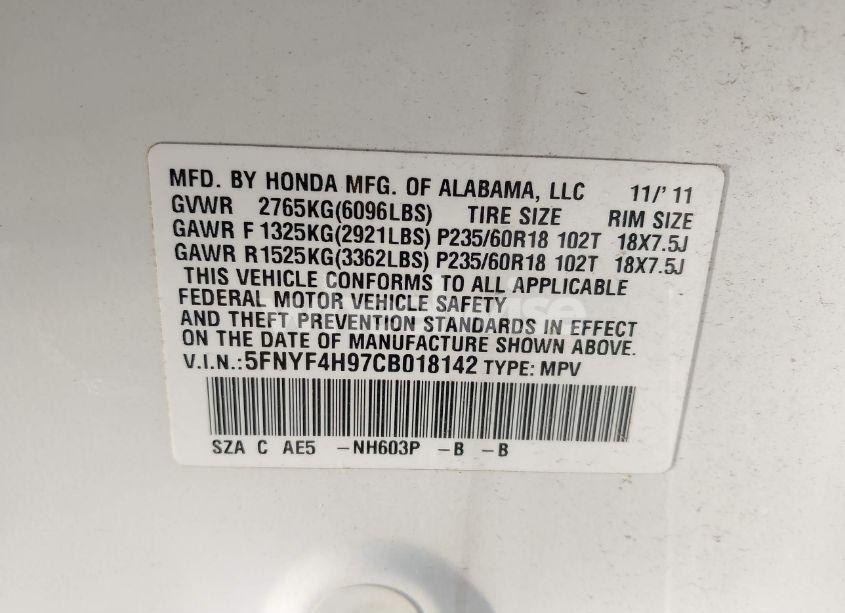 MFD. BY HONDA MFG. OF ALABAMA, LLC 11/'11
GVWR 2765KG(6096LBS) TIRE SIZE RIM SIZE
GAWR F 1325KG(2921LBS) P235/60R18 102T 18X7.5J
GAWR R1525KG(3362LBS) P235/60R18 102T 18X7.5J
THIS VEHICLE CONFORMS TO ALL APPLICABLE
FEDERAL MOTOR VEHICLE SAFETY
AND THEFT PREVENTION STANDARDS IN EFFECT
ON THE DATE OF MANUFACTURE SHOWN ABOVE.
V.I.N.:5FNYF4H97CB018142 TYPE: MPV
SZA C AE5 -NH603P -B -B